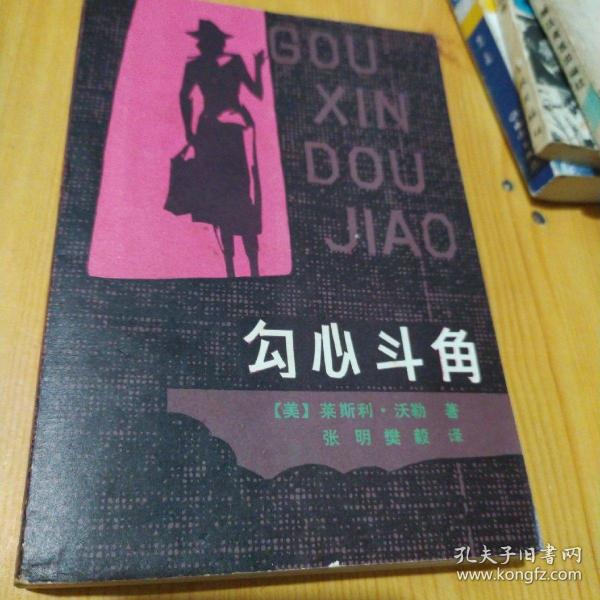 GOU
XIN
DOU
JIAO
勾心斗角
【美】莱斯利·沃勒 著
张明樊毅 译
孔夫子旧书网
www.kongfz.com